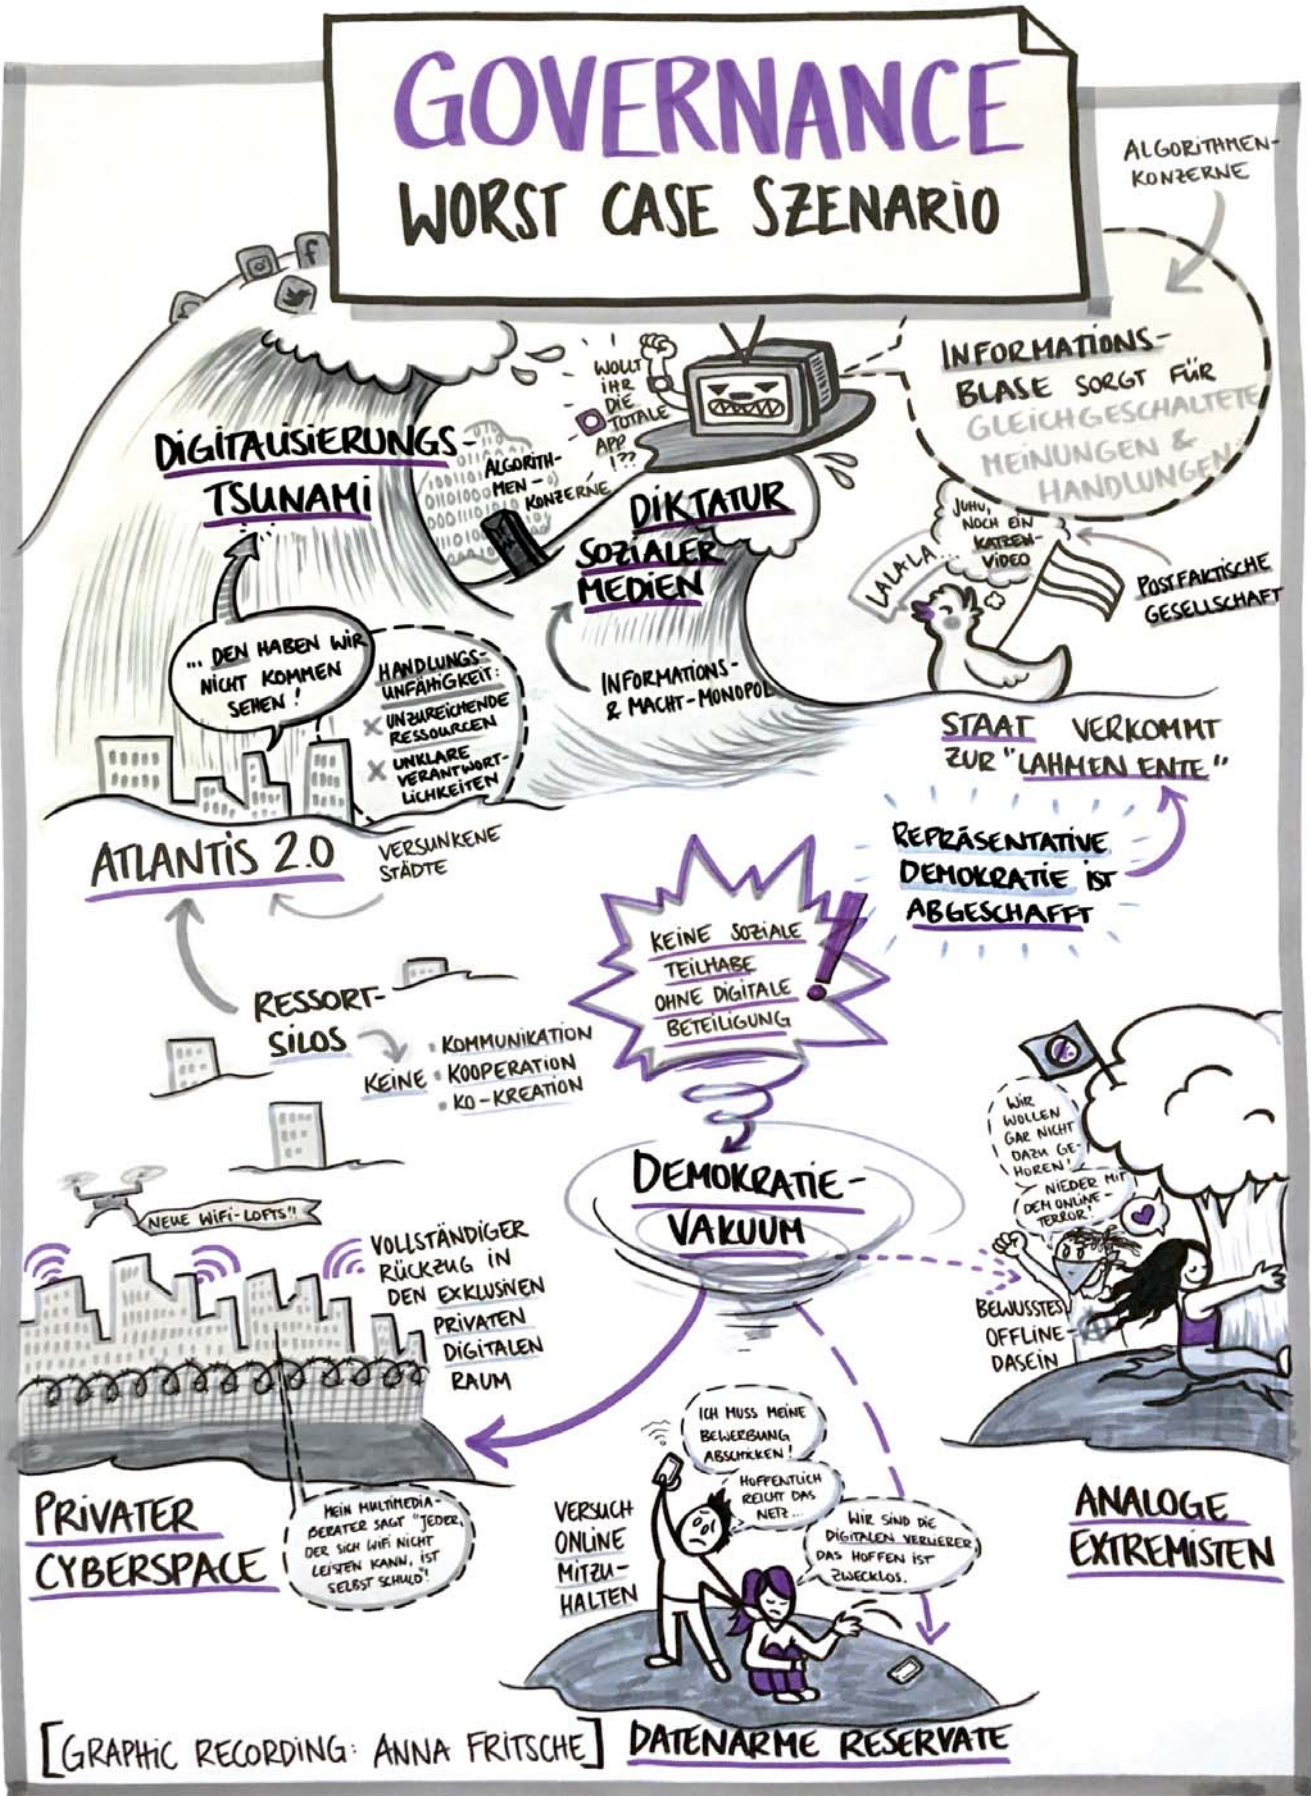 GOVERNANCE
WORST CASE SZENARIO
ALGORITHMEN-
KONZERNE
INFORMATIONS-
BLASE SORGT FÜR
GLEICHGESCHALTETE
MEINUNGEN &
HANDLUNGEN
WOLLT
IHR
DIE
TOTALE
APP
!??
DIGITALISIERUNGS-
TSUNAMI
ALGORITH-
MEN-
KONZERNE
DIKTATUR
SOZIALER
MEDIEN
INFORMATIONS-
& MACHT-MONOPOL
LALALA...
JUHU,
NOCH EIN
KATZEN-
VIDEO
POSTFAKTISCHE
GESELLSCHAFT
STAAT VERKOMMT
ZUR "LAHMEN ENTE"
REPRÄSENTATIVE
DEMOKRATIE IST
ABGESCHAFFT
... DEN HABEN WIR
NICHT KOMMEN
SEHEN!
HANDLUNGS-
UNFÄHIGKEIT:
X UNZUREICHENDE
RESSOURCEN
X UNKLARE
VERANTWORT-
LICHKEITEN
ATLANTIS 2.0
VERSUNKENE
STÄDTE
RESSORT-
SILOS
KEINE
• KOMMUNIKATION
• KOOPERATION
• KO-KREATION
KEINE SOZIALE
TEILHABE
OHNE DIGITALE
BETEILIGUNG
!
DEMOKRATIE-
VAKUUM
NEUE WIFI-LOFTS!!
VOLLSTÄNDIGER
RÜCKZUG IN
DEN EXKLUSIVEN
PRIVATEN
DIGITALEN
RAUM
PRIVATER
CYBERSPACE
MEIN MULTIMEDIA-
BERATER SAGT "JEDER,
DER SICH WIFI NICHT
LEISTEN KANN, IST
SELBST SCHULD"!
WIR
WOLLEN
GAR NICHT
DAZU GE-
HÖREN!
NIEDER MIT
DEM ONLINE-
TERROR!
BEWUSSTES
OFFLINE-
DASEIN
ANALOGE
EXTREMISTEN
ICH MUSS MEINE
BEWERBUNG
ABSCHICKEN!
HOFFENTLICH
REICHT DAS
NETZ...
WIR SIND DIE
DIGITALEN VERLIERER,
DAS HOFFEN IST
ZWECKLOS.
VERSUCH
ONLINE
MITZU-
HALTEN
DATENARME RESERVATE
[GRAPHIC RECORDING: ANNA FRITSCHE]